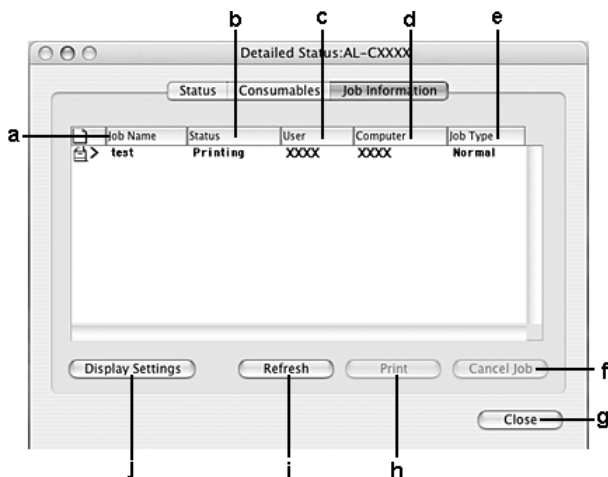 b c d e
Detailed Status:AL-CXXXX
Status Consumables Job Information
a Job Name Status User Computer Job Type
test Printing XXXX XXXX Normal
Display Settings Refresh Print Cancel Job f
Close g
j i h